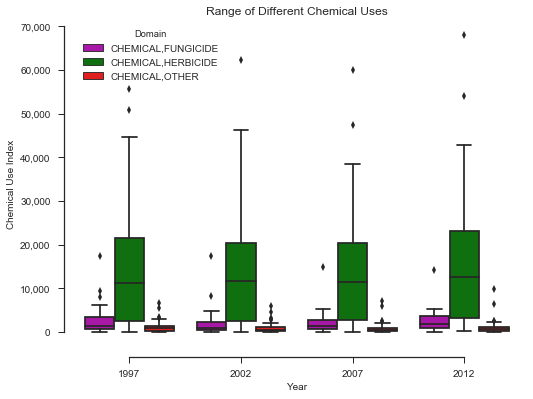 Range of Different Chemical Uses
Domain
CHEMICAL,FUNGICIDE
CHEMICAL,HERBICIDE
CHEMICAL,OTHER
Chemical Use Index
70,000
60,000
50,000
40,000
30,000
20,000
10,000
0
1997 2002 2007 2012
Year